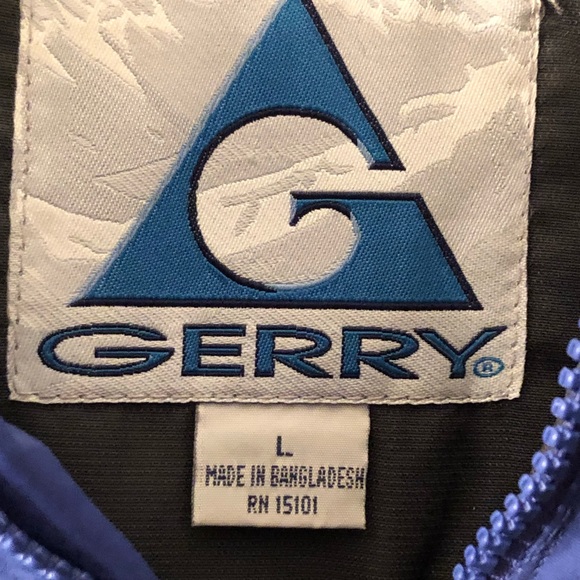 G
GERRY®
L
MADE IN BANGLADESH
RN 15101